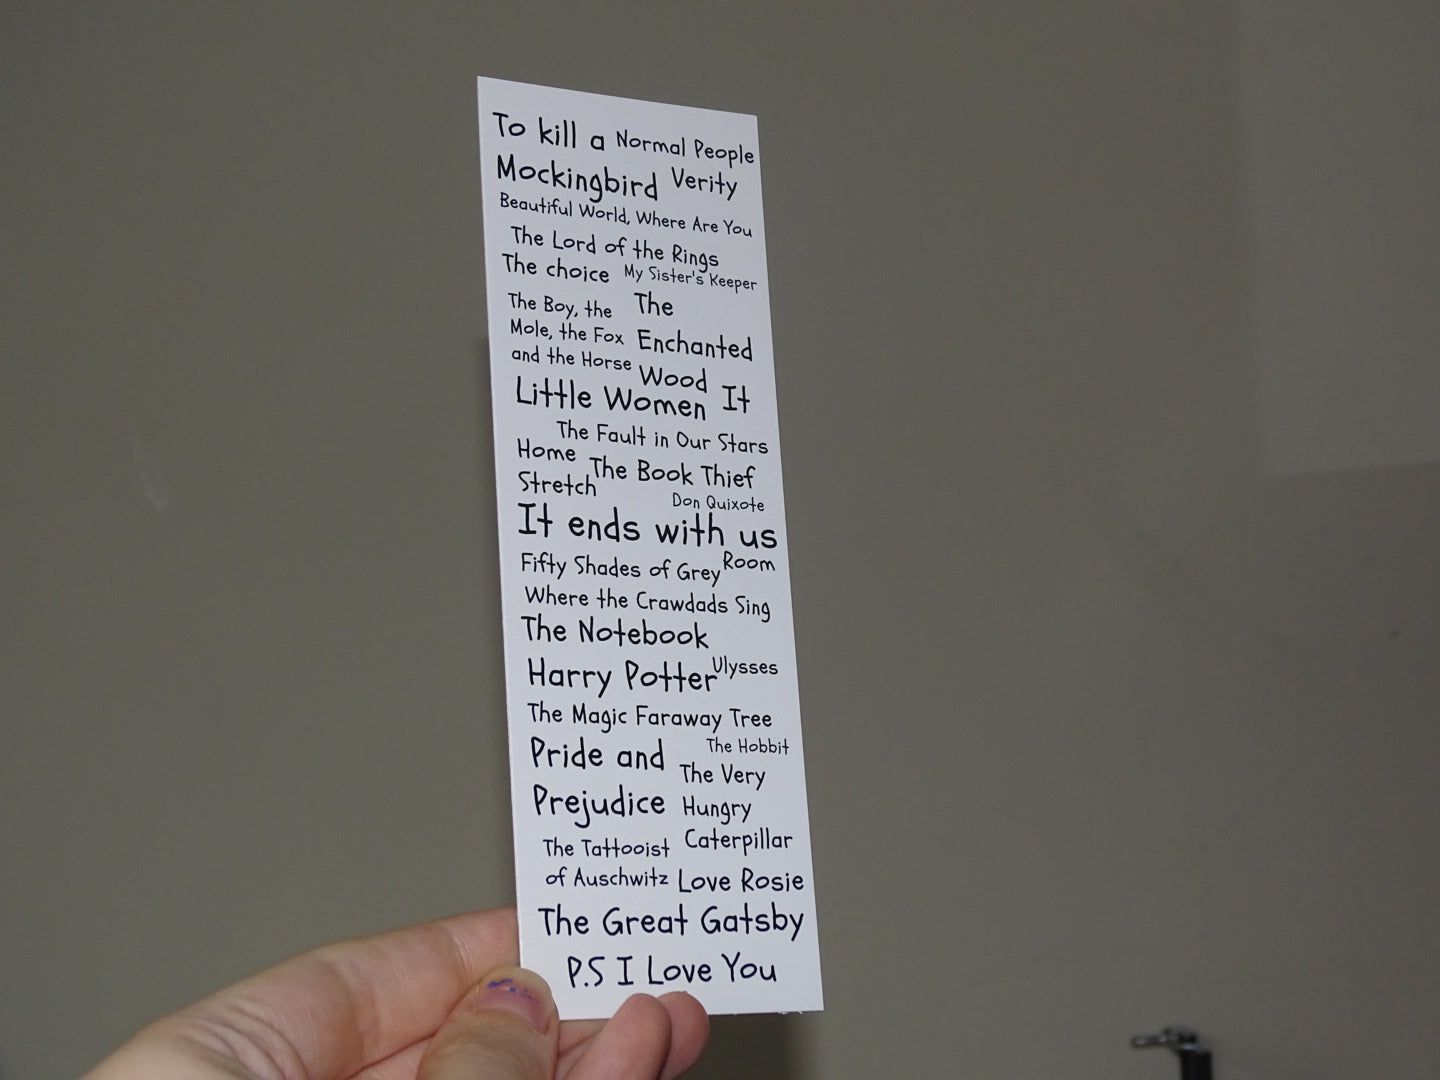 To kill a Normal People
Mockingbird Verity
Beautiful World, Where Are You
The Lord of the Rings
The choice My Sister's Keeper
The Boy, the The
Mole, the Fox Enchanted
and the Horse Wood It
Little Women
The Fault in Our Stars
Home The Book Thief
Stretch Don Quixote
It ends with us
Fifty Shades of Grey Room
Where the Crawdads Sing
The Notebook
Harry Potter Ulysses
The Magic Faraway Tree
Pride and The Hobbit
The Very
Prejudice Hungry
The Tattooist Caterpillar
of Auschwitz Love Rosie
The Great Gatsby
P.S I Love You